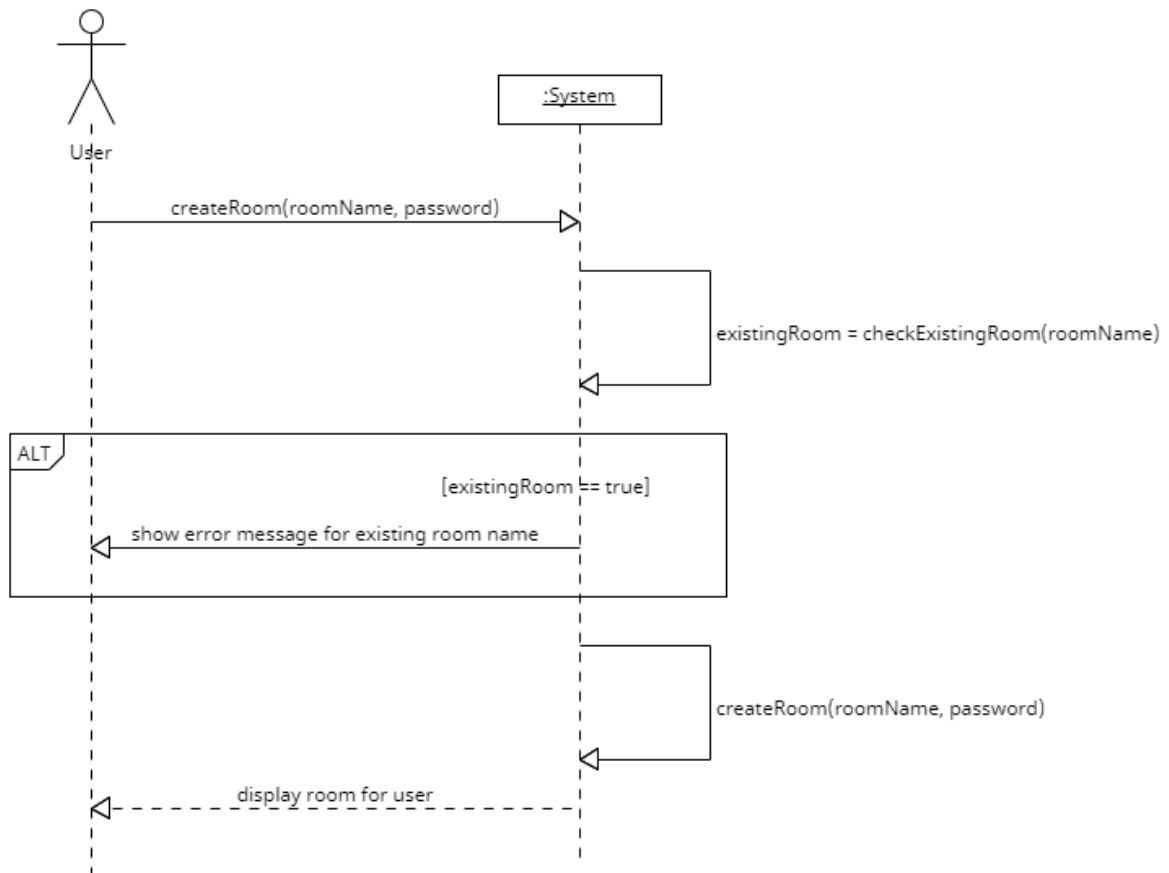 :System
User
createRoom(roomName, password)
existingRoom = checkExistingRoom(roomName)
ALT
[existingRoom == true]
show error message for existing room name
createRoom(roomName, password)
display room for user